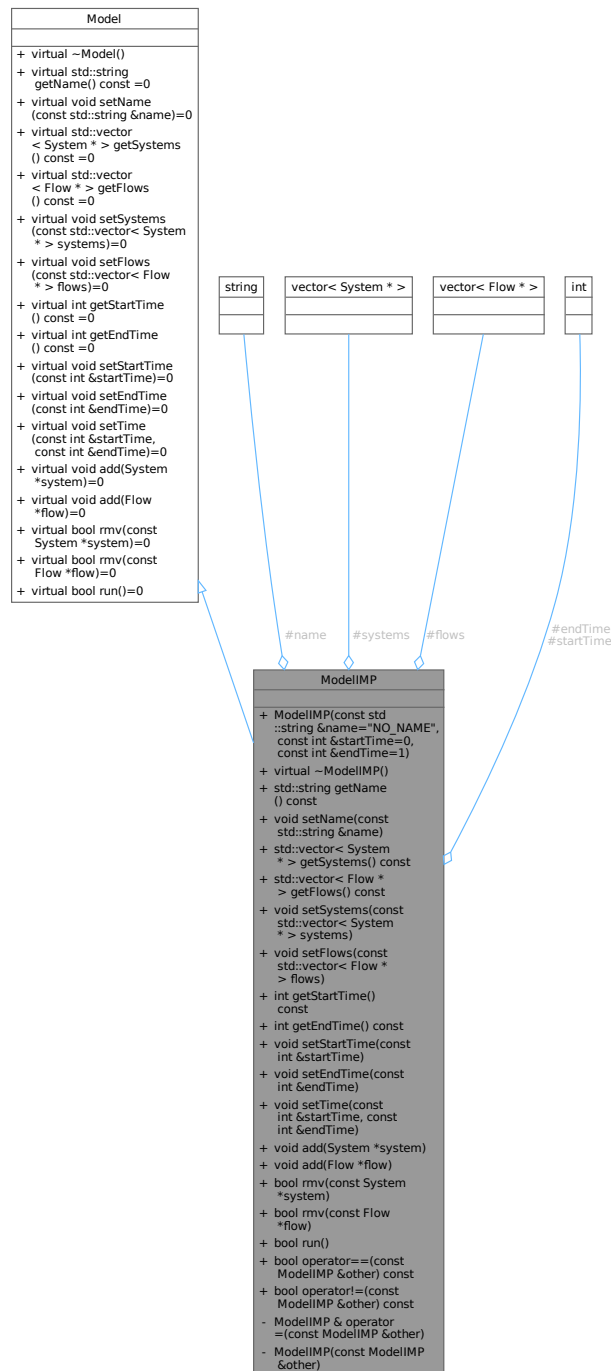 Model
+ virtual ~Model()
+ virtual std::string
getName() const =0
+ virtual void setName
(const std::string &name)=0
+ virtual std::vector
< System * > getSystems
() const =0
+ virtual std::vector
< Flow * > getFlows
() const =0
+ virtual void setSystems
(const std::vector< System
* > systems)=0
+ virtual void setFlows
(const std::vector< Flow
* > flows)=0
+ virtual int getStartTime
() const =0
+ virtual int getEndTime
() const =0
+ virtual void setStartTime
(const int &startTime)=0
+ virtual void setEndTime
(const int &endTime)=0
+ virtual void setTime
(const int &startTime,
const int &endTime)=0
+ virtual void add(System
*system)=0
+ virtual void add(Flow
*flow)=0
+ virtual bool rmv(const
System *system)=0
+ virtual bool rmv(const
Flow *flow)=0
+ virtual bool run()=0
string
vector< System * >
vector< Flow * >
int
#name
#systems
#flows
#endTime
#startTime
ModelIMP
+ ModelIMP(const std
::string &name="NO_NAME",
const int &startTime=0,
const int &endTime=1)
+ virtual ~ModelIMP()
+ std::string getName
() const
+ void setName(const
std::string &name)
+ std::vector< System
* > getSystems() const
+ std::vector< Flow *
> getFlows() const
+ void setSystems(const
std::vector< System
* > systems)
+ void setFlows(const
std::vector< Flow *
> flows)
+ int getStartTime()
const
+ int getEndTime() const
+ void setStartTime(const
int &startTime)
+ void setEndTime(const
int &endTime)
+ void setTime(const
int &startTime, const
int &endTime)
+ void add(System *system)
+ void add(Flow *flow)
+ bool rmv(const System
*system)
+ bool rmv(const Flow
*flow)
+ bool run()
+ bool operator==(const
ModelIMP &other) const
+ bool operator!=(const
ModelIMP &other) const
- ModelIMP & operator
=(const ModelIMP &other)
- ModelIMP(const ModelIMP
&other)